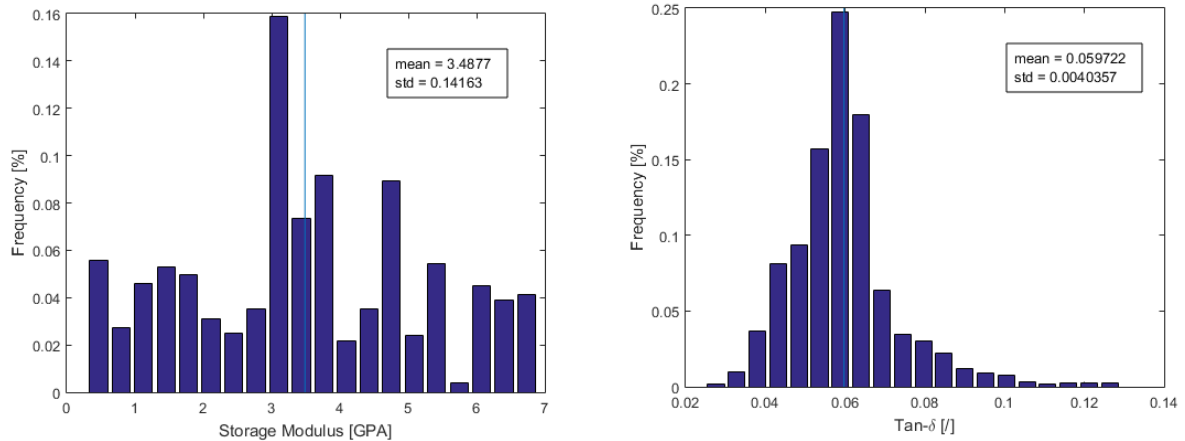 0.16
0.14
0.12
0.1
0.08
0.06
0.04
0.02
0
Frequency [%]
mean = 3.4877
std = 0.14163
0 1 2 3 4 5 6 7
Storage Modulus [GPA]
0.25
0.2
0.15
0.1
0.05
0
Frequency [%]
mean = 0.059722
std = 0.0040357
0.02 0.04 0.06 0.08 0.1 0.12 0.14
Tan-δ [/]